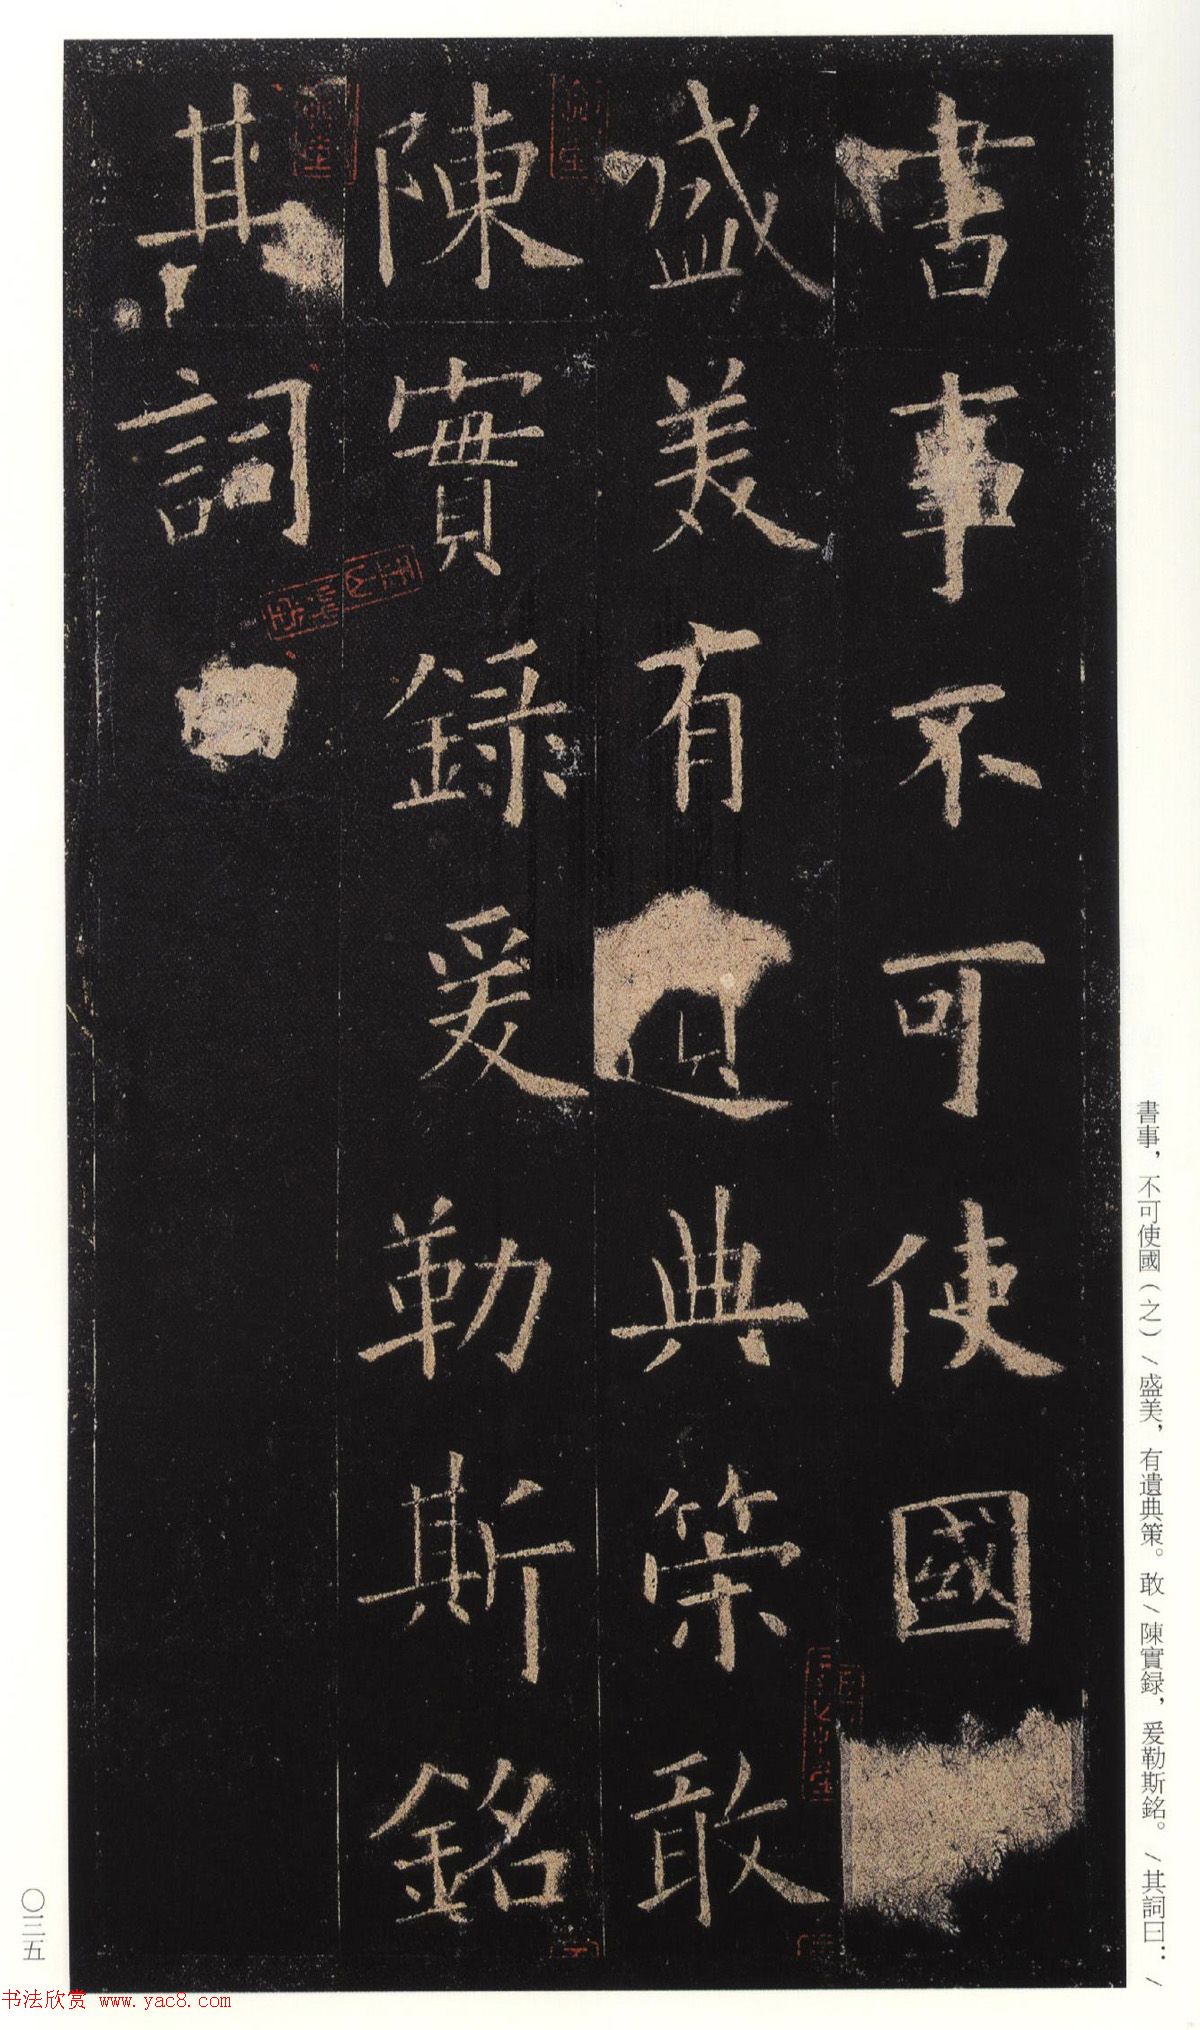 書事不可使國
盛美有遺典策敢
陳實錄爰勒斯銘
其詞曰
書事，不可使國（之）／盛美，有遺典策。敢／陳實録，爰勒斯銘。／其詞曰：／
〇三五
书法欣赏 www.yac8.com